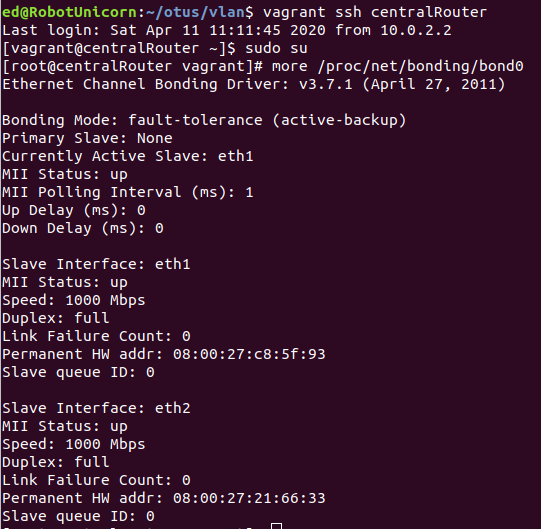 ed@RobotUnicorn:~/otus/vlan$ vagrant ssh centralRouter
Last login: Sat Apr 11 11:11:45 2020 from 10.0.2.2
[vagrant@centralRouter ~]$ sudo su
[root@centralRouter vagrant]# more /proc/net/bonding/bond0
Ethernet Channel Bonding Driver: v3.7.1 (April 27, 2011)

Bonding Mode: fault-tolerance (active-backup)
Primary Slave: None
Currently Active Slave: eth1
MII Status: up
MII Polling Interval (ms): 1
Up Delay (ms): 0
Down Delay (ms): 0

Slave Interface: eth1
MII Status: up
Speed: 1000 Mbps
Duplex: full
Link Failure Count: 0
Permanent HW addr: 08:00:27:c8:5f:93
Slave queue ID: 0

Slave Interface: eth2
MII Status: up
Speed: 1000 Mbps
Duplex: full
Link Failure Count: 0
Permanent HW addr: 08:00:27:21:66:33
Slave queue ID: 0